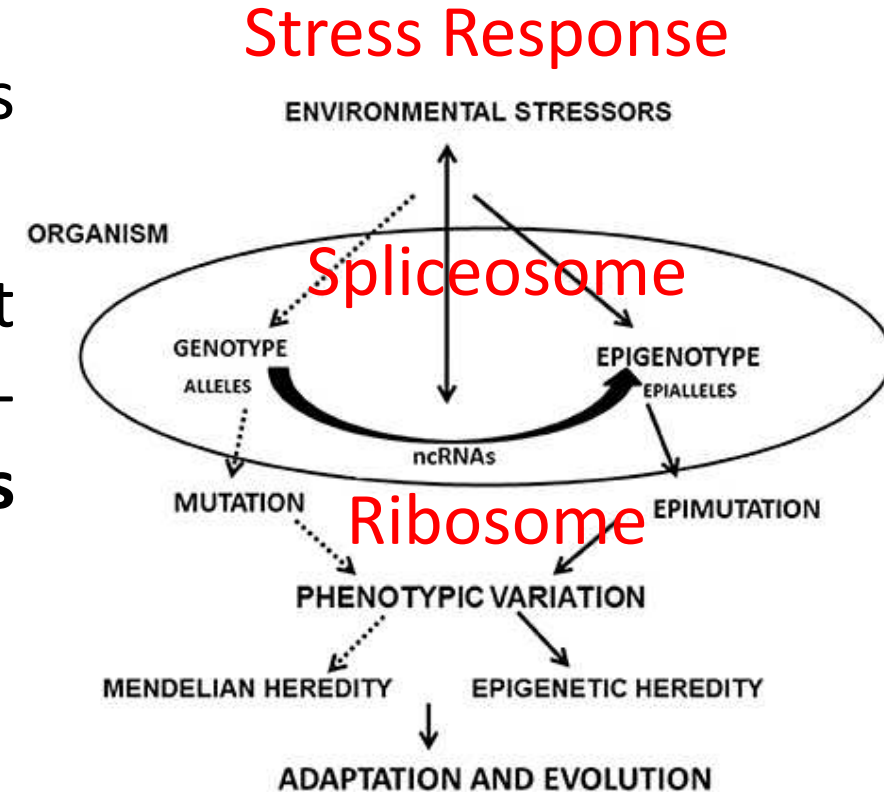 Stress Response
s
ENVIRONMENTAL STRESSORS
ORGANISM
Spliceosome
t
GENOTYPE
EPIGENOTYPE
ALLELES
EPIALLELES
–
ncRNAs
s
MUTATION
Ribosome
EPIMUTATION
PHENOTYPIC VARIATION
MENDELIAN HEREDITY
EPIGENETIC HEREDITY
ADAPTATION AND EVOLUTION